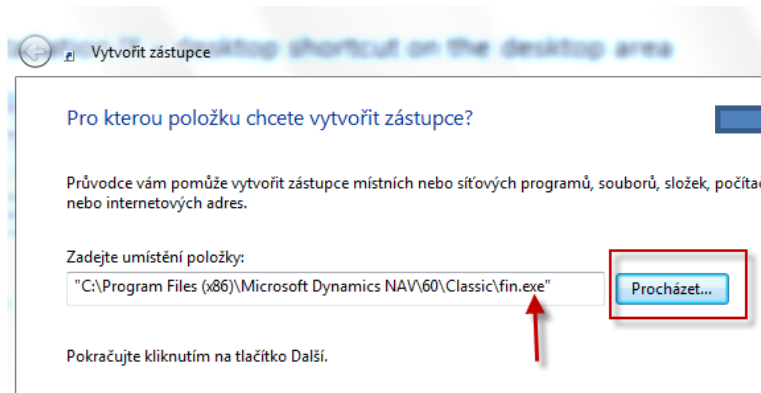 desktop shortcut on the desktop area
Vytvořit zástupce
Pro kterou položku chcete vytvořit zástupce?
Průvodce vám pomůže vytvořit zástupce místních nebo síťových programů, souborů, složek,
nebo internetových adres.
Zadejte umístění položky:
"C:\Program Files (x86)\Microsoft Dynamics NAV\60\Classic\fin.exe"
Procházet...
Pokračujte kliknutím na tlačítko Další.